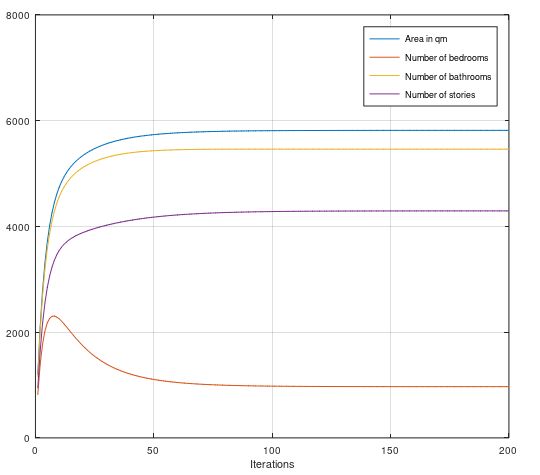 8000
Area in qm
Number of bedrooms
Number of bathrooms
Number of stories
6000
4000
2000
0
0 50 100 150 200
Iterations